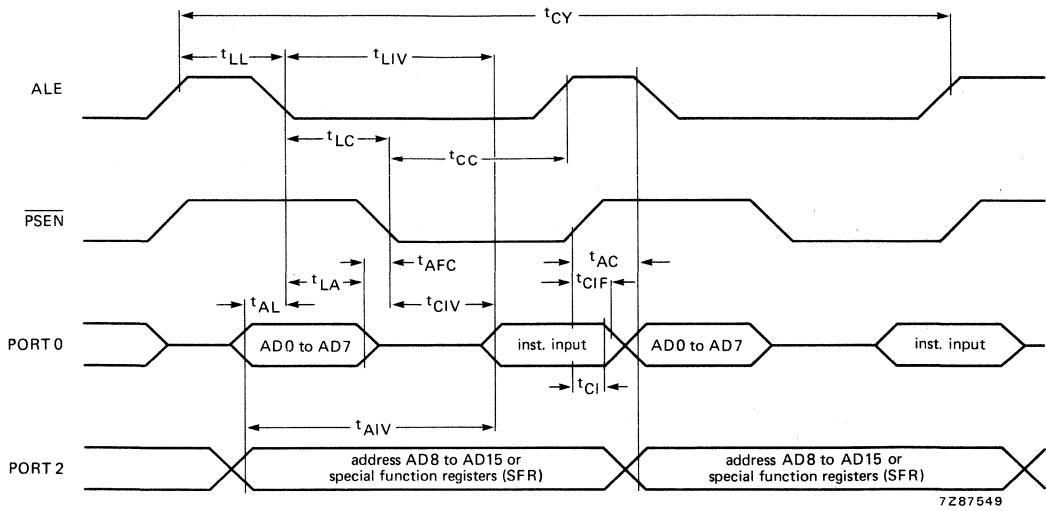 tCY
tLL
tLIV
ALE
tLC
tCC
PSEN
tAFC
tAC
tLA
tCIF
tAL
tCIV
PORT 0
AD0 to AD7
inst. input
AD0 to AD7
inst. input
tCI
tAIV
PORT 2
address AD8 to AD15 or
special function registers (SFR)
address AD8 to AD15 or
special function registers (SFR)
7Z87549